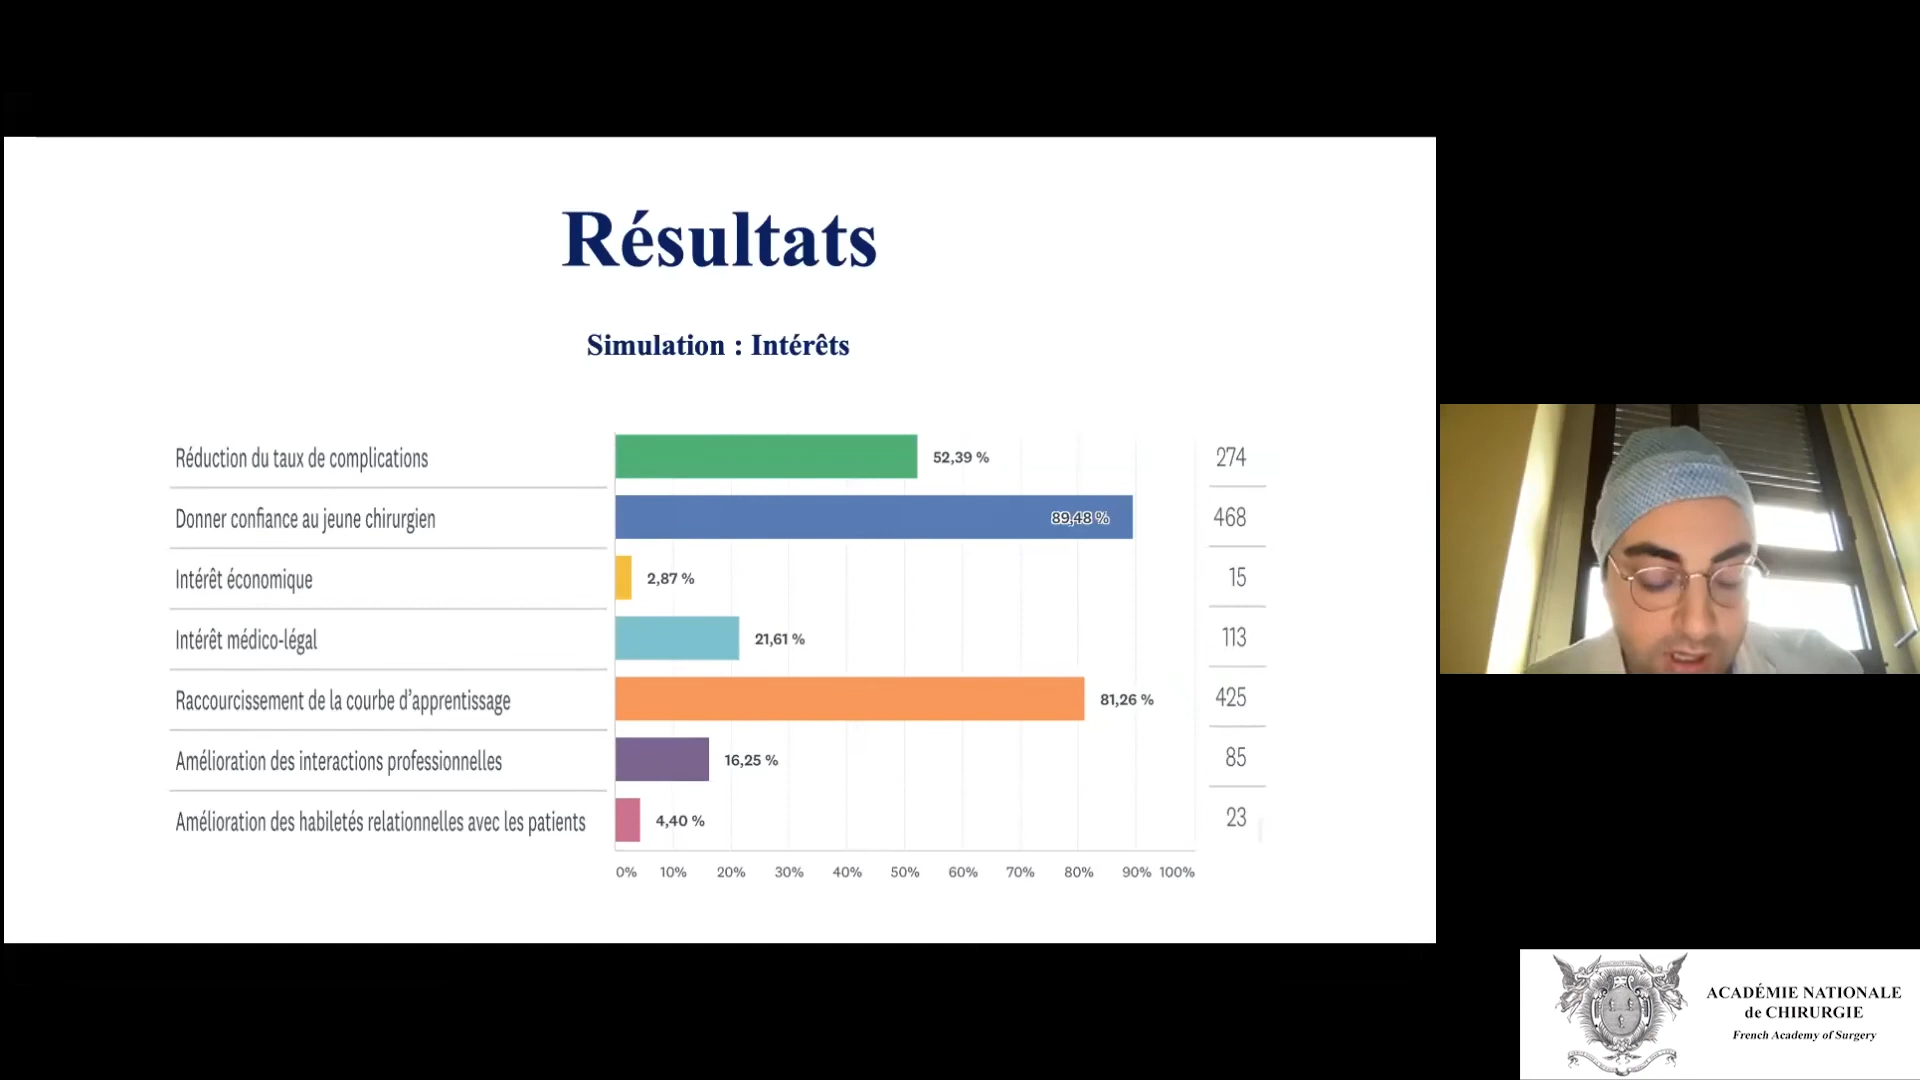 Résultats
Simulation : Intérêts
Réduction du taux de complications 52,39 % 274
Donner confiance au jeune chirurgien 89,48 % 468
Intérêt économique 2,87 % 15
Intérêt médico-légal 21,61 % 113
Raccourcissement de la courbe d'apprentissage 81,26 % 425
Amélioration des interactions professionnelles 16,25 % 85
Amélioration des habiletés relationnelles avec les patients 4,40 % 23
0% 10% 20% 30% 40% 50% 60% 70% 80% 90% 100%
ACADÉMIE NATIONALE
de CHIRURGIE
French Academy of Surgery